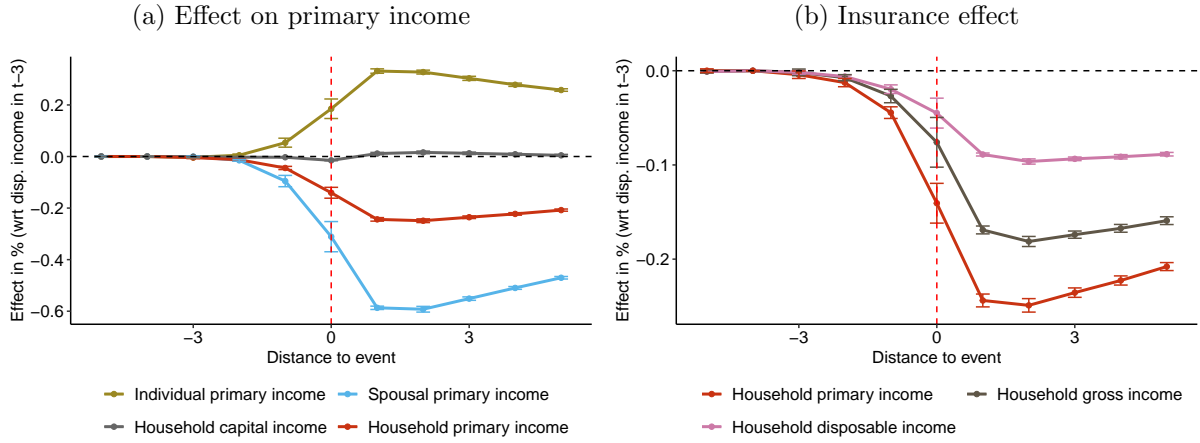 (a) Effect on primary income
Effect in % (wrt disp. income in t−3)
0.2
0.0
−0.2
−0.4
−0.6
−3
0
3
Distance to event
Individual primary income
Spousal primary income
Household capital income
Household primary income
(b) Insurance effect
Effect in % (wrt disp. income in t−3)
0.0
−0.1
−0.2
−3
0
3
Distance to event
Household primary income
Household gross income
Household disposable income